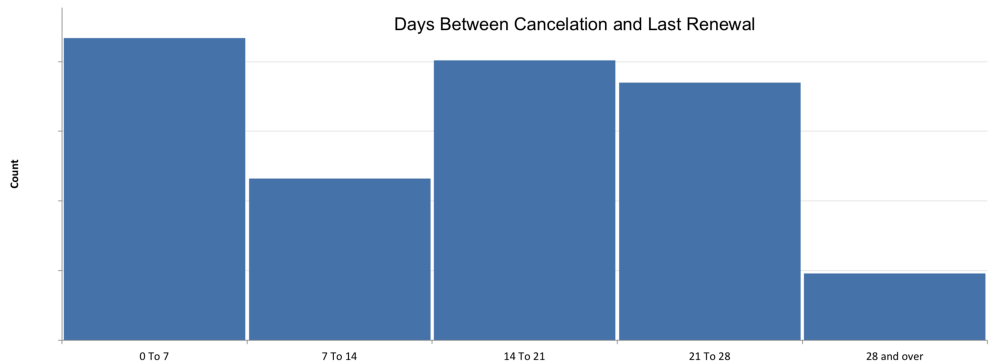 Days Between Cancelation and Last Renewal
Count
0 To 7
7 To 14
14 To 21
21 To 28
28 and over